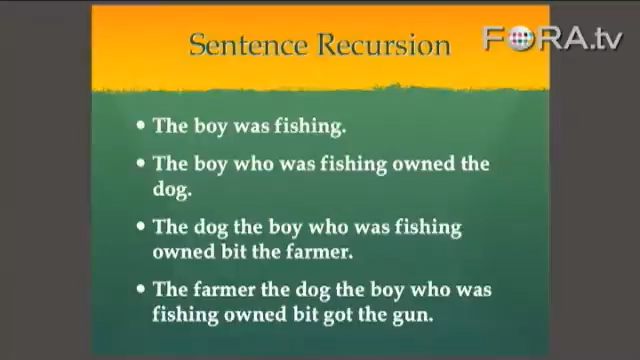 Sentence Recursion
FORA.tv
• The boy was fishing.
• The boy who was fishing owned the
dog.
• The dog the boy who was fishing
owned bit the farmer.
• The farmer the dog the boy who was
fishing owned bit got the gun.